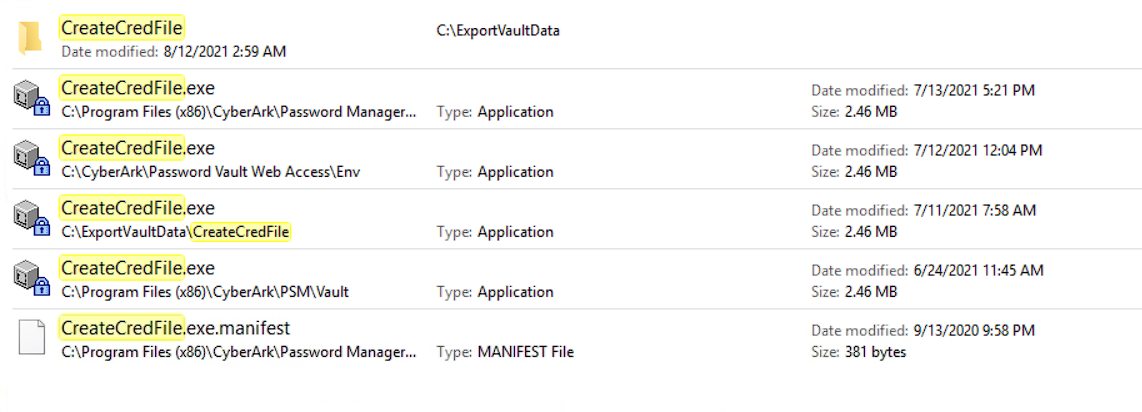 CreateCredFile C:\ExportVaultData
Date modified: 8/12/2021 2:59 AM
CreateCredFile.exe Date modified: 7/13/2021 5:21 PM
C:\Program Files (x86)\CyberArk\Password Manager... Type: Application Size: 2.46 MB
CreateCredFile.exe Date modified: 7/12/2021 12:04 PM
C:\CyberArk\Password Vault Web Access\Env Type: Application Size: 2.46 MB
CreateCredFile.exe Date modified: 7/11/2021 7:58 AM
C:\ExportVaultData\CreateCredFile Type: Application Size: 2.46 MB
CreateCredFile.exe Date modified: 6/24/2021 11:45 AM
C:\Program Files (x86)\CyberArk\PSM\Vault Type: Application Size: 2.46 MB
CreateCredFile.exe.manifest Date modified: 9/13/2020 9:58 PM
C:\Program Files (x86)\CyberArk\Password Manager... Type: MANIFEST File Size: 381 bytes